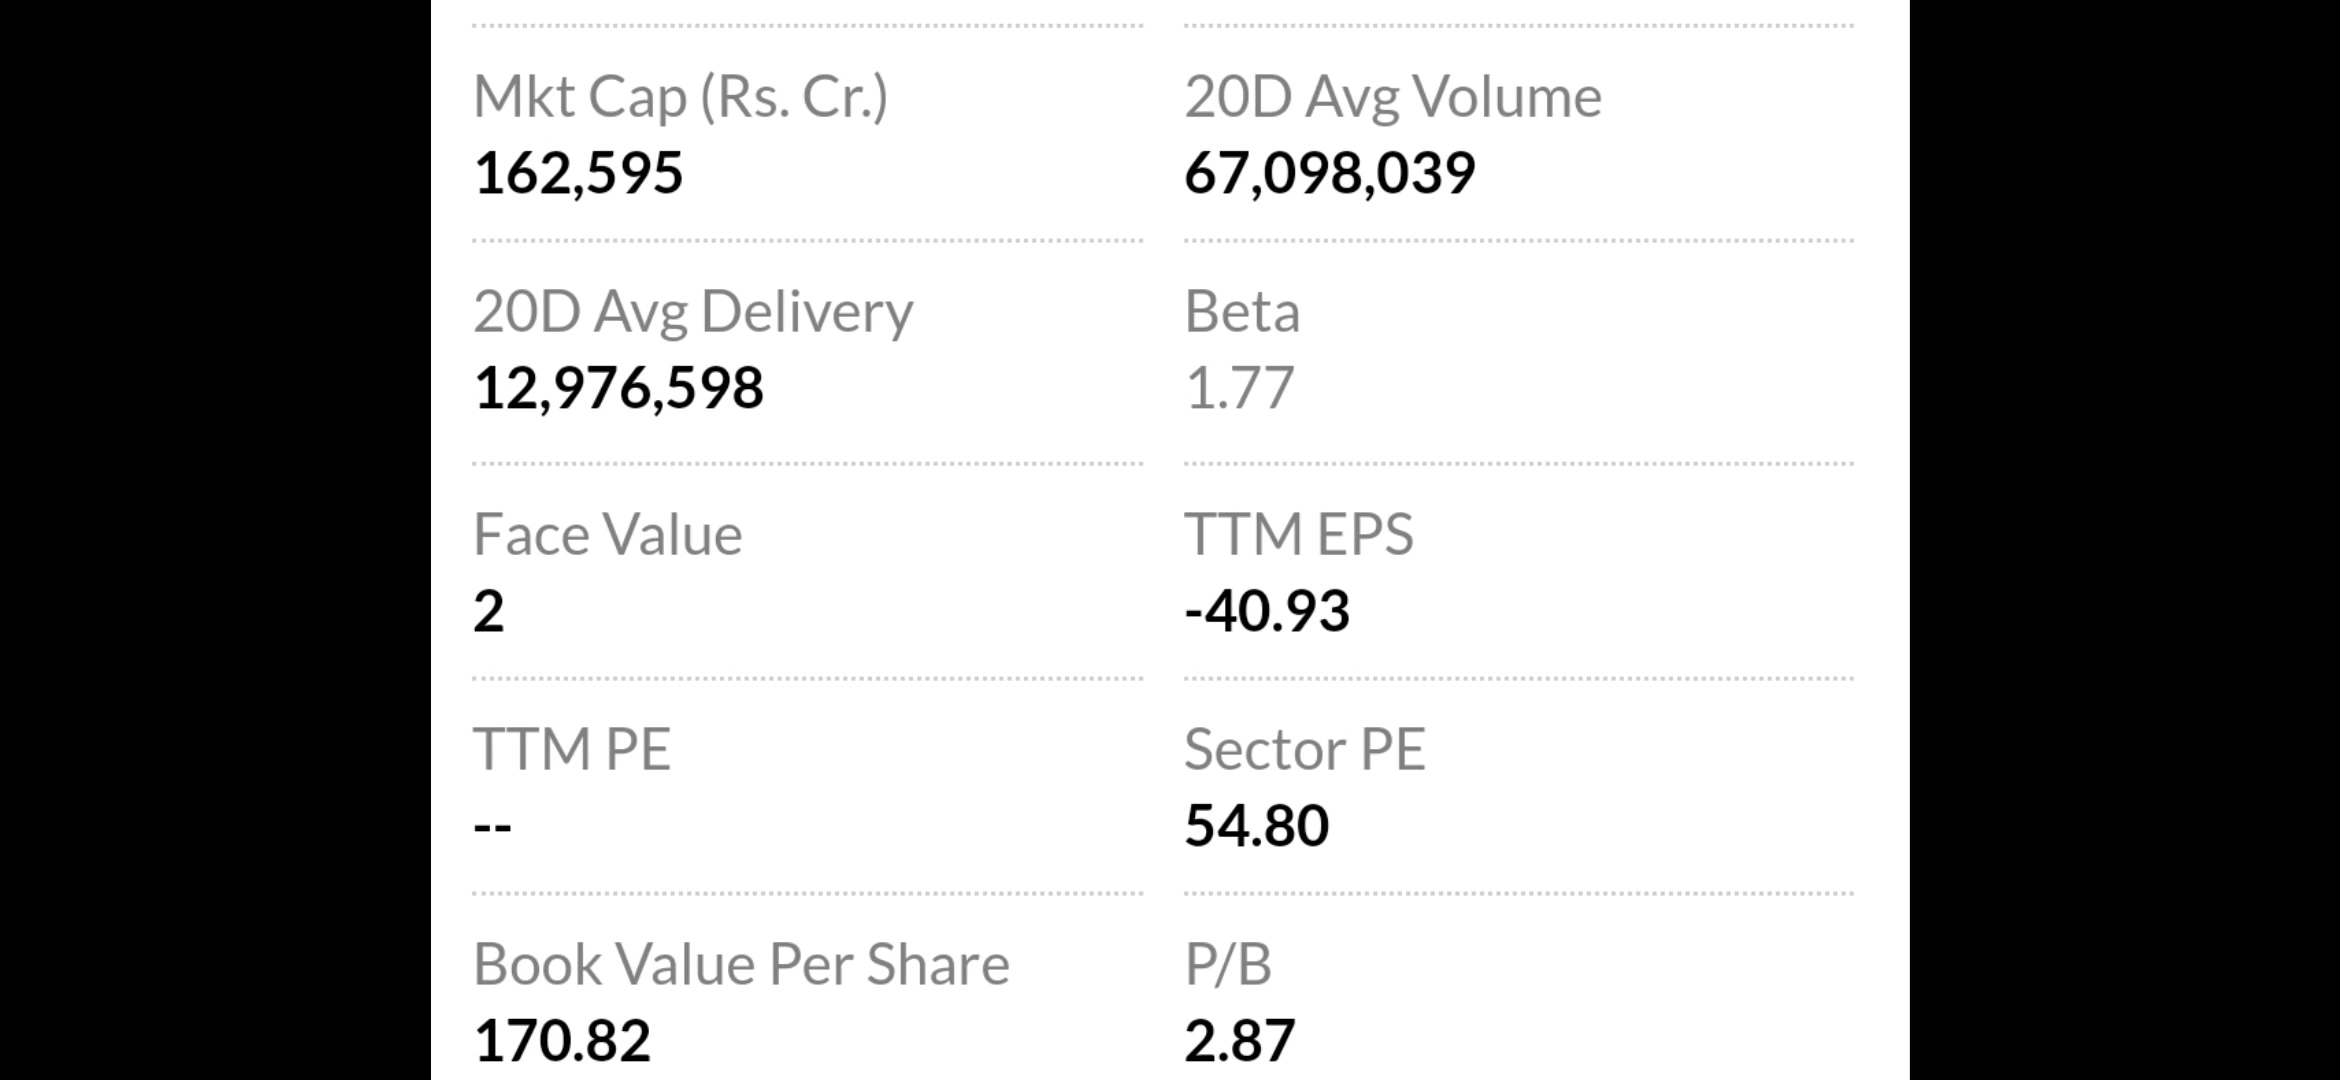 Mkt Cap (Rs. Cr.)
162,595
20D Avg Volume
67,098,039
20D Avg Delivery
12,976,598
Beta
1.77
Face Value
2
TTM EPS
-40.93
TTM PE
--
Sector PE
54.80
Book Value Per Share
170.82
P/B
2.87